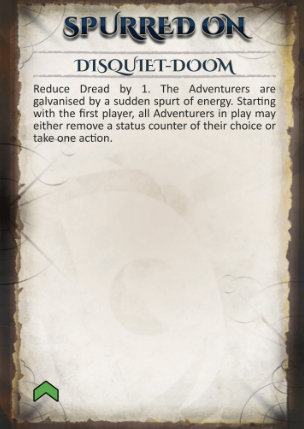 SPURRED ON
DISQUIET-DOOM
Reduce Dread by 1. The Adventurers are
galvanised by a sudden spurt of energy. Starting
with the first player, all Adventurers in play may
either remove a status counter of their choice or
take one action.